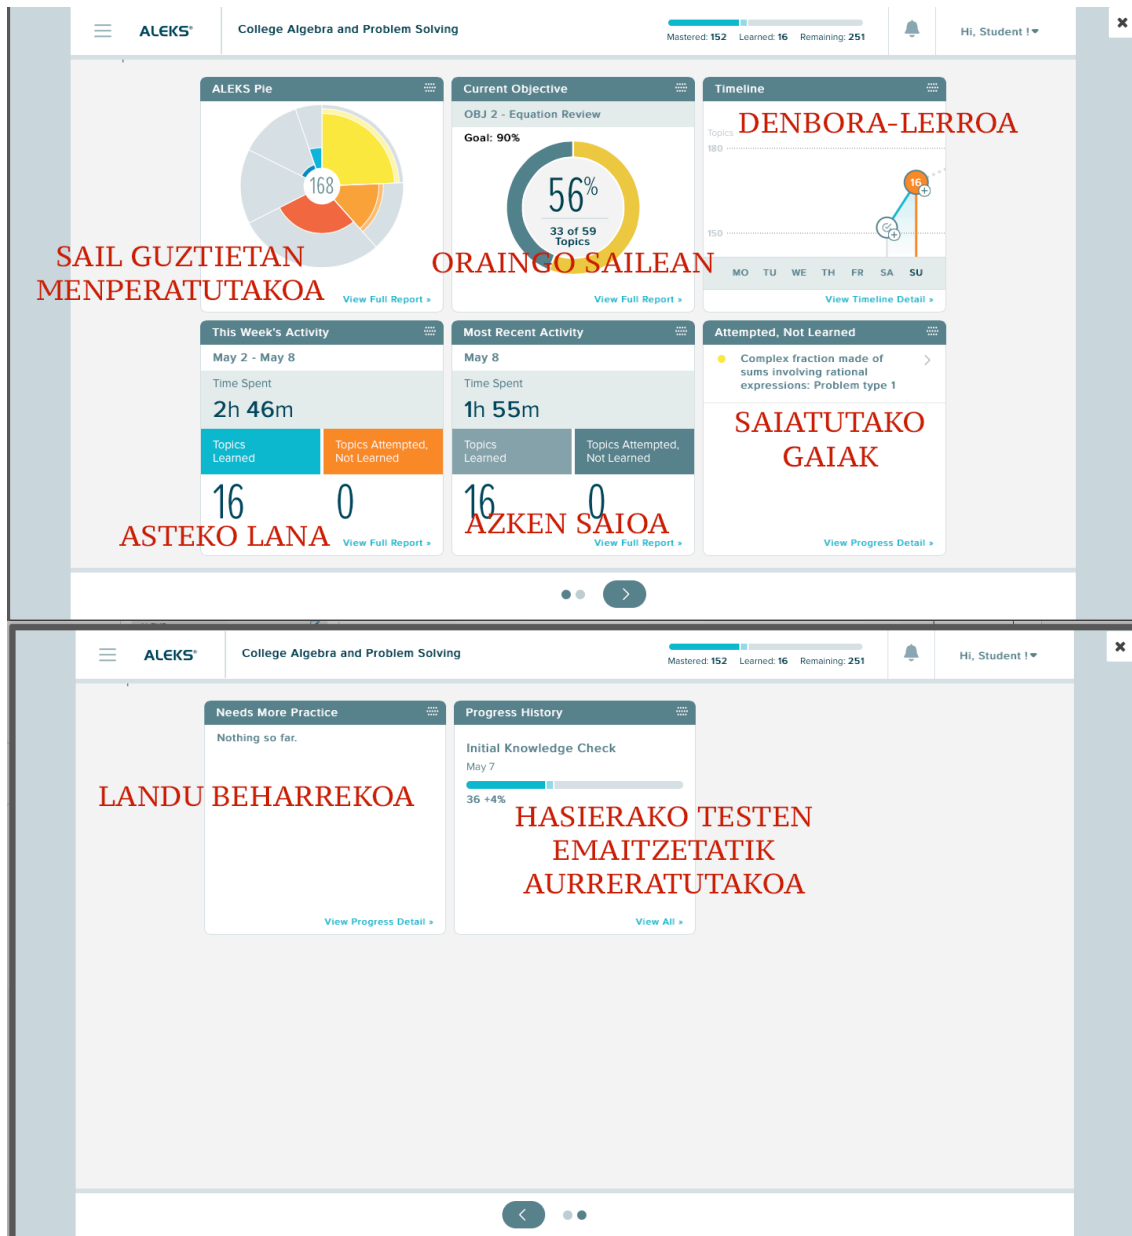 ALEKS®
College Algebra and Problem Solving
Mastered: 152 Learned: 16 Remaining: 251
Hi, Student !
ALEKS Pie
168
SAIL GUZTIETAN
MENPERATUTAKOA
View Full Report »
Current Objective
OBJ 2 - Equation Review
Goal: 90%
56%
33 of 59
Topics
ORAINGO SAILEAN
View Full Report »
Timeline
DENBORA-LERROA
Topics
180
16
150
MO TU WE TH FR SA SU
View Timeline Detail »
This Week's Activity
May 2 - May 8
Time Spent
2h 46m
Topics
Learned
Topics Attempted,
Not Learned
16 0
ASTEKO LANA
View Full Report »
Most Recent Activity
May 8
Time Spent
1h 55m
Topics
Learned
Topics Attempted,
Not Learned
16 0
AZKEN SAIOA
View Full Report »
Attempted, Not Learned
Complex fraction made of
sums involving rational
expressions: Problem type 1
SAIATUTAKO
GAIAK
View Progress Detail »
ALEKS®
College Algebra and Problem Solving
Mastered: 152 Learned: 16 Remaining: 251
Hi, Student !
Needs More Practice
Nothing so far.
LANDU BEHARREKOA
View Progress Detail »
Progress History
Initial Knowledge Check
May 7
36 +4%
HASIERAKO TESTEN
EMAITZETATIK
AURRERATUTAKOA
View All »